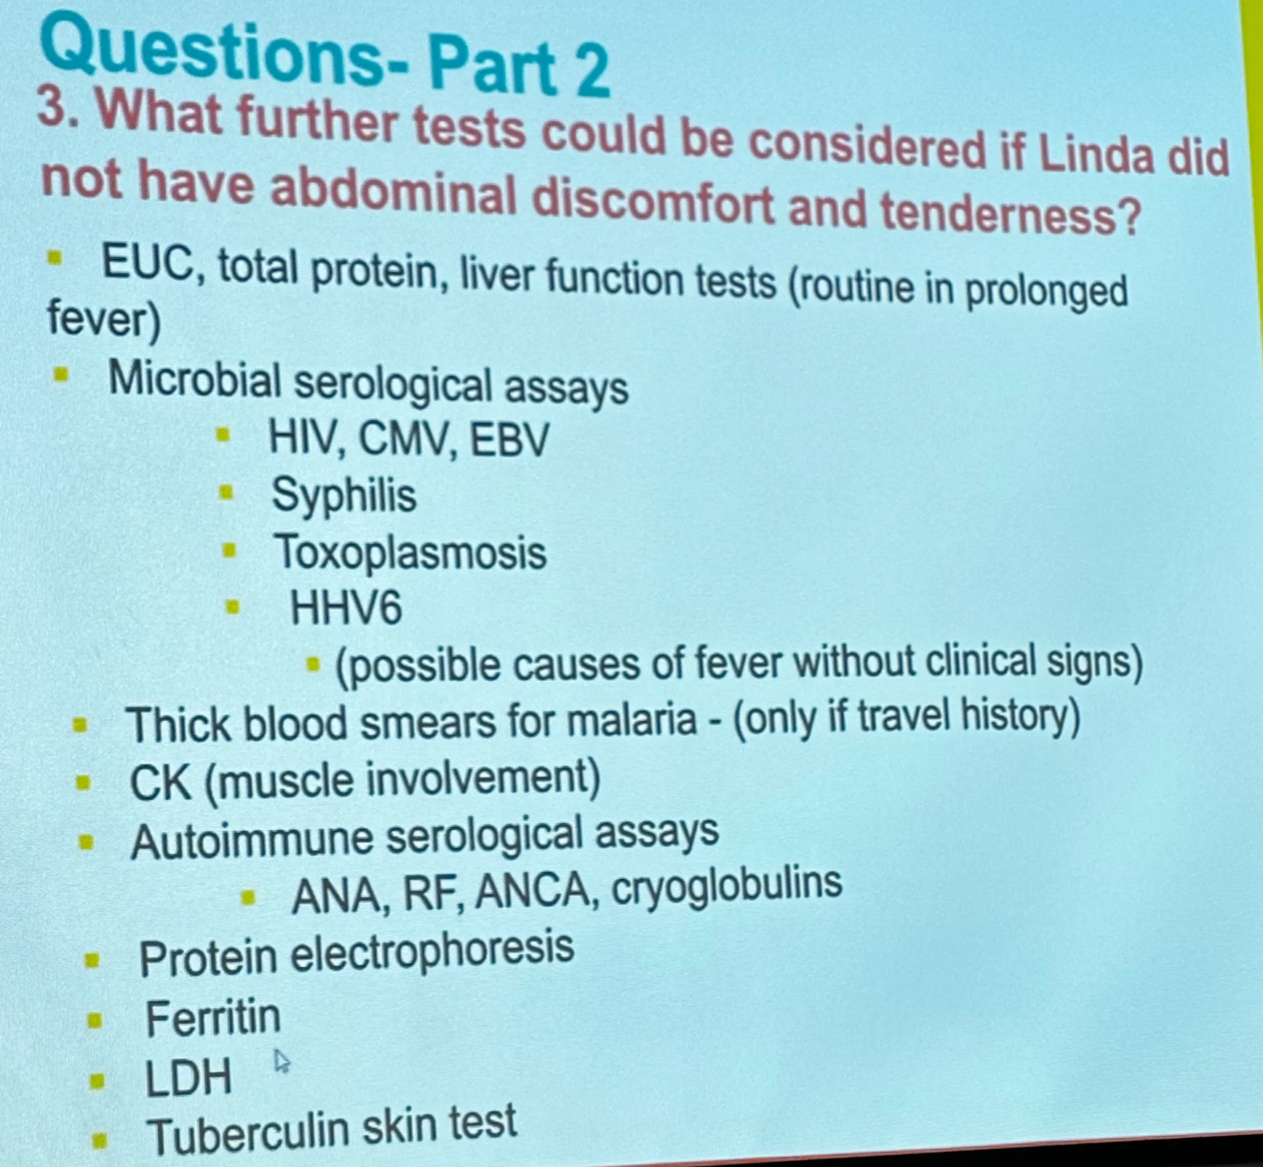 Questions- Part 2
3. What further tests could be considered if Linda did
not have abdominal discomfort and tenderness?
▪ EUC, total protein, liver function tests (routine in prolonged
fever)
▪ Microbial serological assays
▪ HIV, CMV, EBV
▪ Syphilis
▪ Toxoplasmosis
▪ HHV6
▪ (possible causes of fever without clinical signs)
▪ Thick blood smears for malaria - (only if travel history)
▪ CK (muscle involvement)
▪ Autoimmune serological assays
▪ ANA, RF, ANCA, cryoglobulins
▪ Protein electrophoresis
▪ Ferritin
▪ LDH
▪ Tuberculin skin test